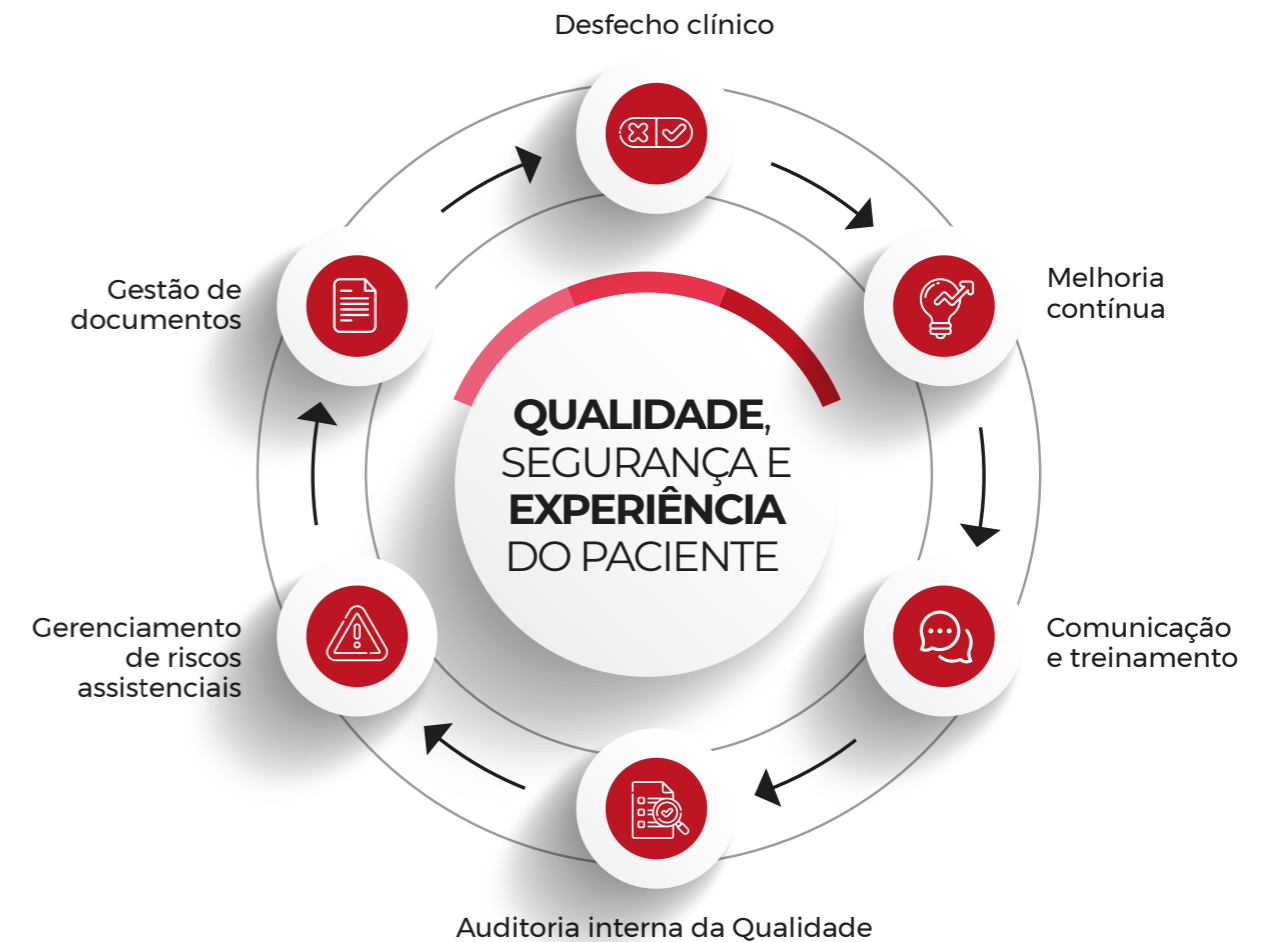 Desfecho clínico
Melhoria
contínua
Comunicação
e treinamento
Auditoria interna da Qualidade
Gerenciamento
de riscos
assistenciais
Gestão de
documentos
QUALIDADE,
SEGURANÇA E
EXPERIÊNCIA
DO PACIENTE